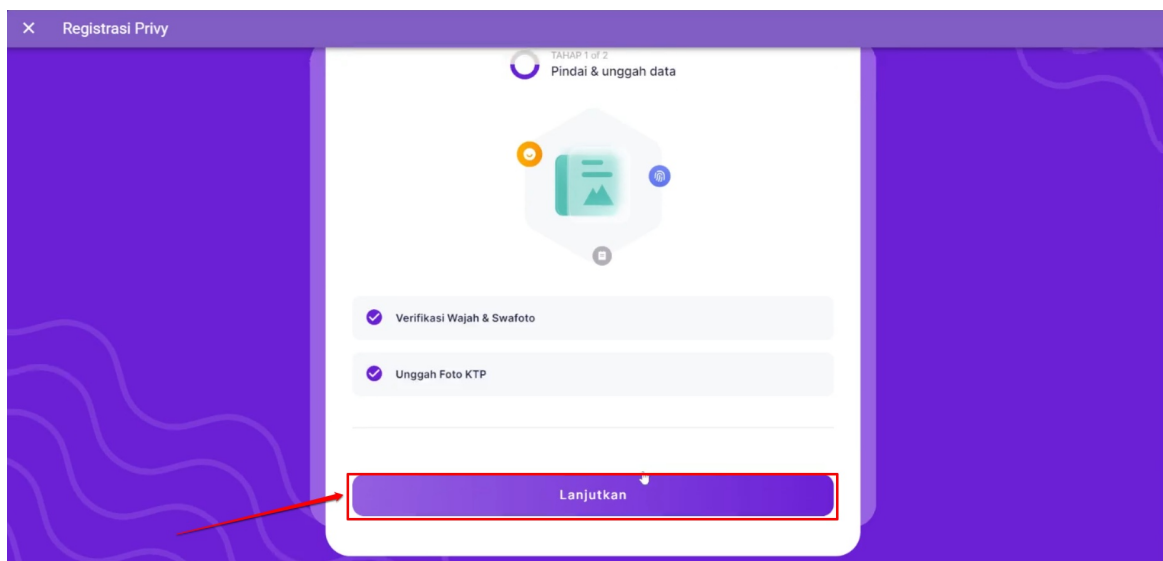 Registrasi Privy
TAHAP 1 of 2
Pindai & unggah data
Verifikasi Wajah & Swafoto
Unggah Foto KTP
Lanjutkan